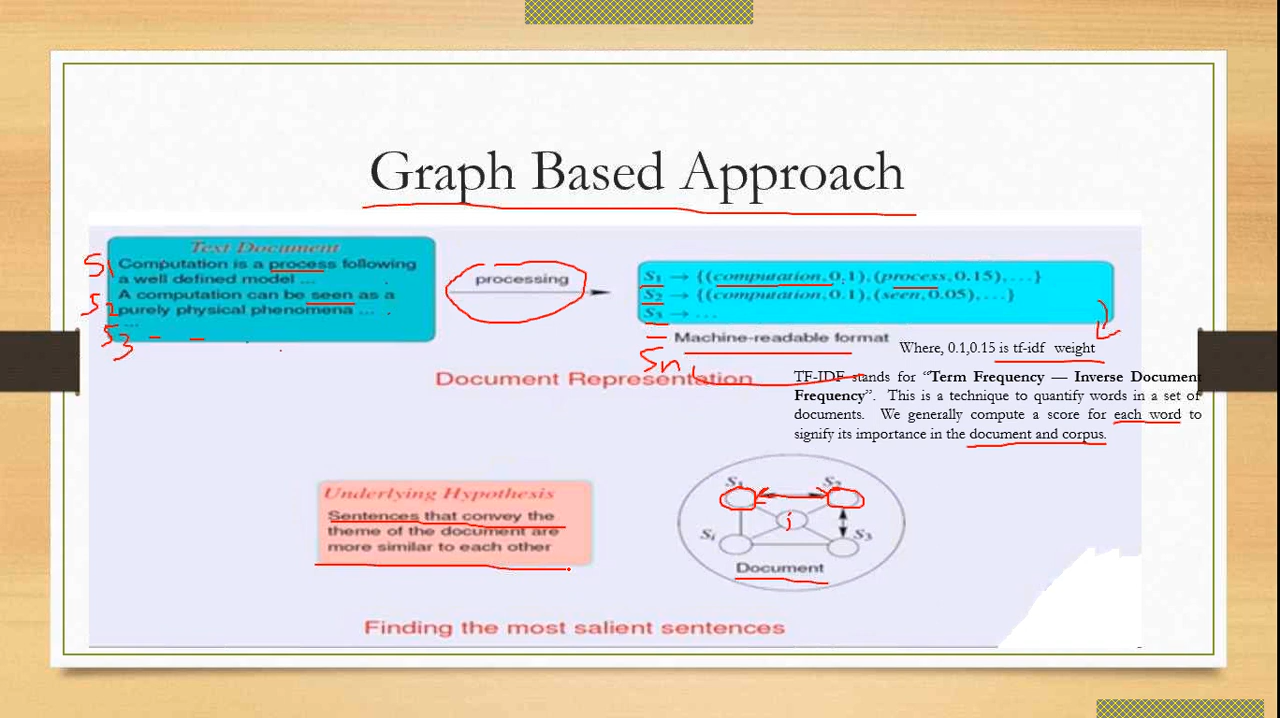 Graph Based Approach
Text Document
S1 Computation is a process following
a well defined model ...
S2 A computation can be seen as a
purely physical phenomena ... .
...
S3
processing
S1 → {(computation,0,1),(process,0.15),...}
S2 → {(computation,0.1),(seen,0.05),...}
S3 → ...
Machine-readable format
Sn
Where, 0.1,0.15 is tf-idf weight
Document Representation
TF-IDF stands for “Term Frequency — Inverse Document
Frequency”. This is a technique to quantify words in a set of
documents. We generally compute a score for each word to
signify its importance in the document and corpus.
Underlying Hypothesis
Sentences that convey the
theme of the document are
more similar to each other
S1 S2
j
Si S3
Document
Finding the most salient sentences